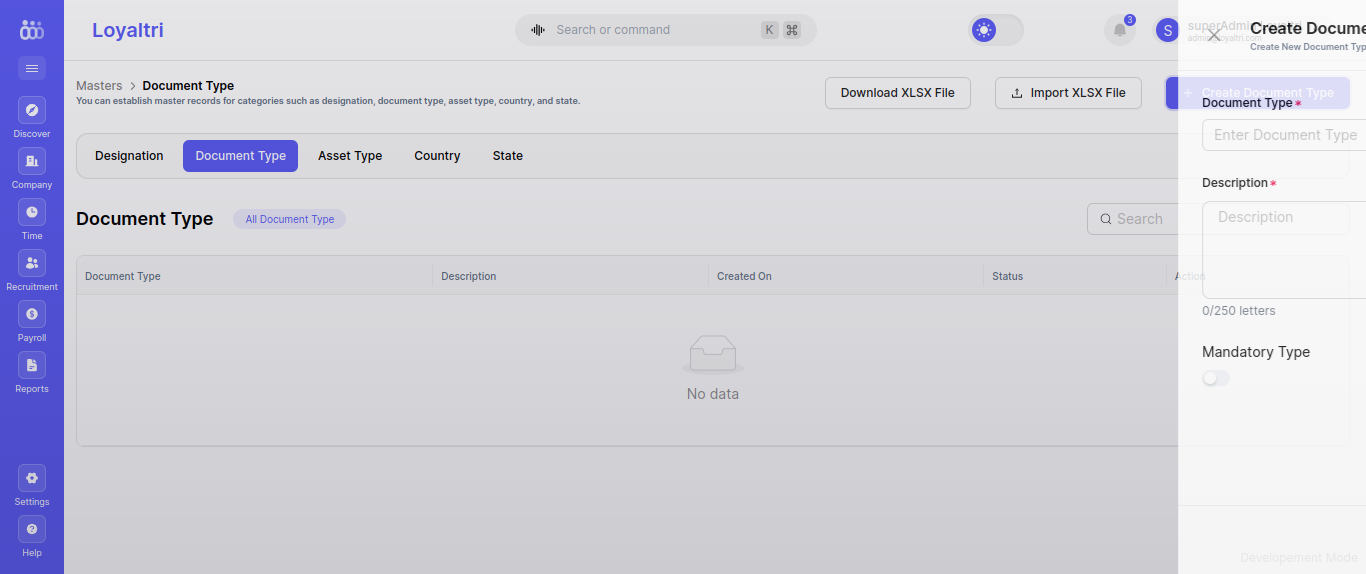 Loyaltri
Search or command
K ⌘
3
S
superAdmin Loyaltri
admin@loyaltri.com
Create Docume
Create New Document Typ
Discover
Company
Time
Recruitment
Payroll
Reports
Settings
Help
Masters > Document Type
You can establish master records for categories such as designation, document type, asset type, country, and state.
Download XLSX File
Import XLSX File
+ Create Document Type
Designation
Document Type
Asset Type
Country
State
Document Type
All Document Type
Search
Document Type
Description
Created On
Status
Action
No data
Document Type *
Enter Document Type
Description *
Description
0/250 letters
Mandatory Type
Developement Mode